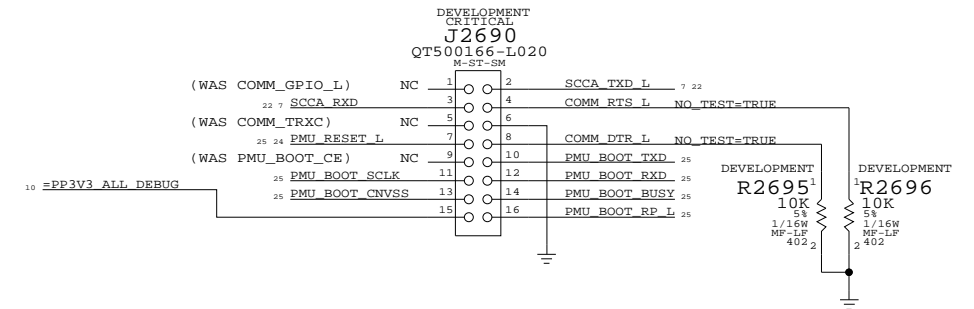 DEVELOPMENT
CRITICAL
J2690
QT500166-L020
M-ST-SM
(WAS COMM_GPIO_L) NC 1 2 SCCA_TXD_L 7 22
22 7 SCCA_RXD 3 4 COMM_RTS_L NO_TEST=TRUE
(WAS COMM_TRXC) NC 5 6
25 24 PMU_RESET_L 7 8 COMM_DTR_L NO_TEST=TRUE
(WAS PMU_BOOT_CE) NC 9 10 PMU_BOOT_TXD 25
25 PMU_BOOT_SCLK 11 12 PMU_BOOT_RXD 25
10 =PP3V3_ALL_DEBUG 25 PMU_BOOT_CNVSS 13 14 PMU_BOOT_BUSY 25
15 16 PMU_BOOT_RP_L 25
DEVELOPMENT DEVELOPMENT
R2695 1 1 R2696
10K 10K
5% 5%
1/16W 1/16W
MF-LF MF-LF
402 2 2 402